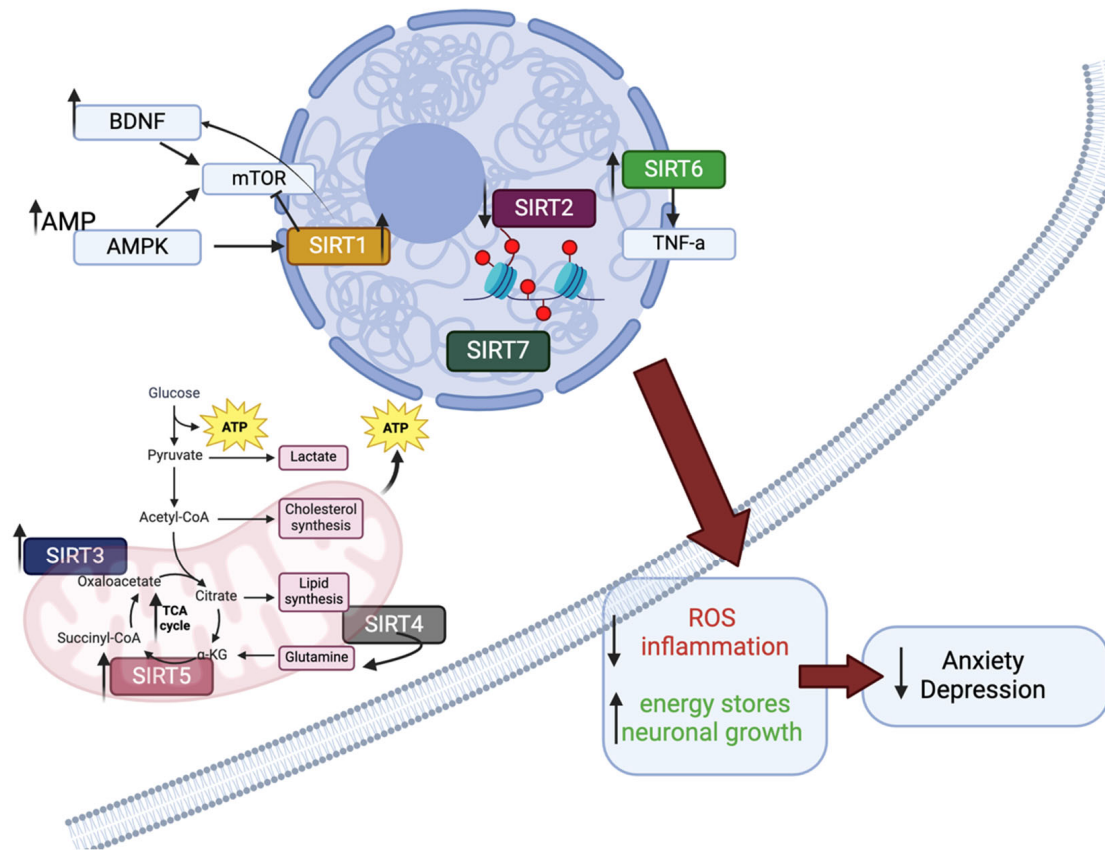 BDNF
mTOR
AMP
AMPK
SIRT1
SIRT2
SIRT6
TNF-a
SIRT7
Glucose
ATP
ATP
Pyruvate
Lactate
Acetyl-CoA
Cholesterol
synthesis
SIRT3
Oxaloacetate
Citrate
Lipid
synthesis
TCA
cycle
Succinyl-CoA
α-KG
Glutamine
SIRT4
SIRT5
ROS
inflammation
energy stores
neuronal growth
Anxiety
Depression